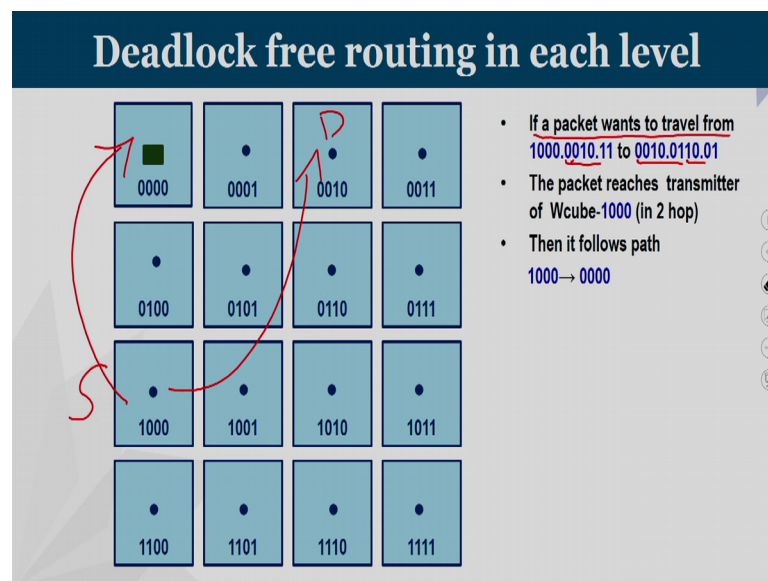 Deadlock free routing in each level
D
0000
0001
0010
0011
0100
0101
0110
0111
S
1000
1001
1010
1011
1100
1101
1110
1111
• If a packet wants to travel from
1000.0010.11 to 0010.0110.01
• The packet reaches transmitter
of Wcube-1000 (in 2 hop)
• Then it follows path
1000→ 0000